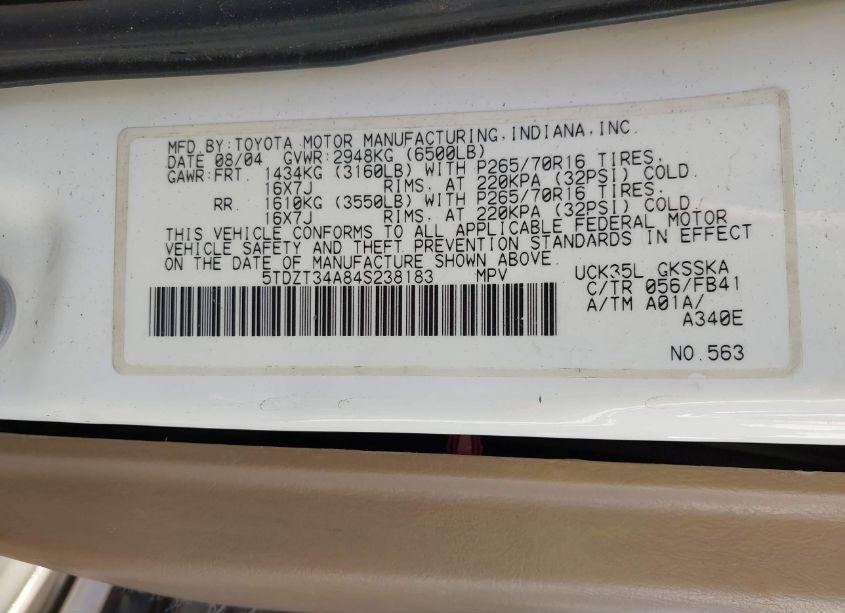 MFD.BY:TOYOTA MOTOR MANUFACTURING,INDIANA,INC.
DATE 08/04 GVWR:2948KG (6500LB)
GAWR:FRT. 1434KG (3160LB) WITH P265/70R16 TIRES,
16X7J RIMS, AT 220KPA (32PSI) COLD.
RR. 1610KG (3550LB) WITH P265/70R16 TIRES,
16X7J RIMS, AT 220KPA (32PSI) COLD.
THIS VEHICLE CONFORMS TO ALL APPLICABLE FEDERAL MOTOR
VEHICLE SAFETY AND THEFT PREVENTION STANDARDS IN EFFECT
ON THE DATE OF MANUFACTURE SHOWN ABOVE.
5TDZT34A84S238183 MPV UCK35L GKSSKA
C/TR 056/FB41
A/TM A01A/
A340E
NO.563